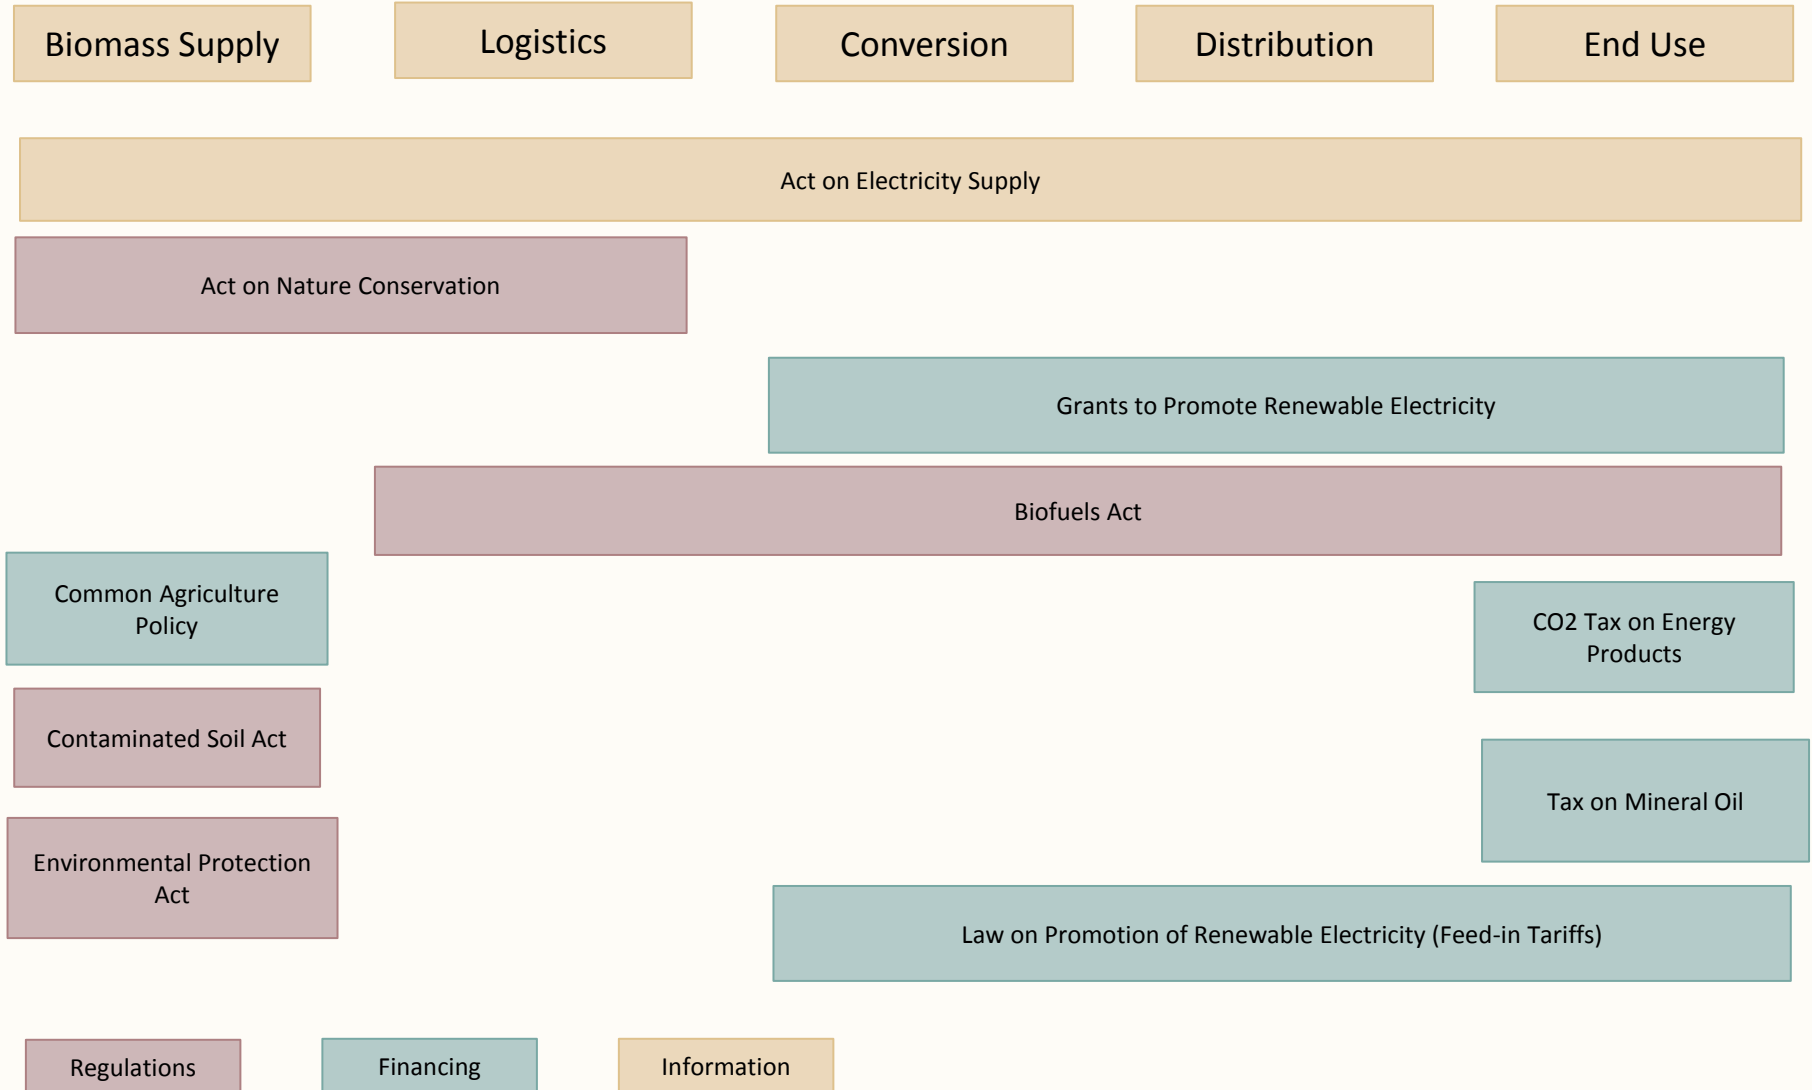 Biomass Supply
Logistics
Conversion
Distribution
End Use
Act on Electricity Supply
Act on Nature Conservation
Grants to Promote Renewable Electricity
Biofuels Act
Common Agriculture
Policy
CO2 Tax on Energy
Products
Contaminated Soil Act
Tax on Mineral Oil
Environmental Protection
Act
Law on Promotion of Renewable Electricity (Feed-in Tariffs)
Regulations
Financing
Information